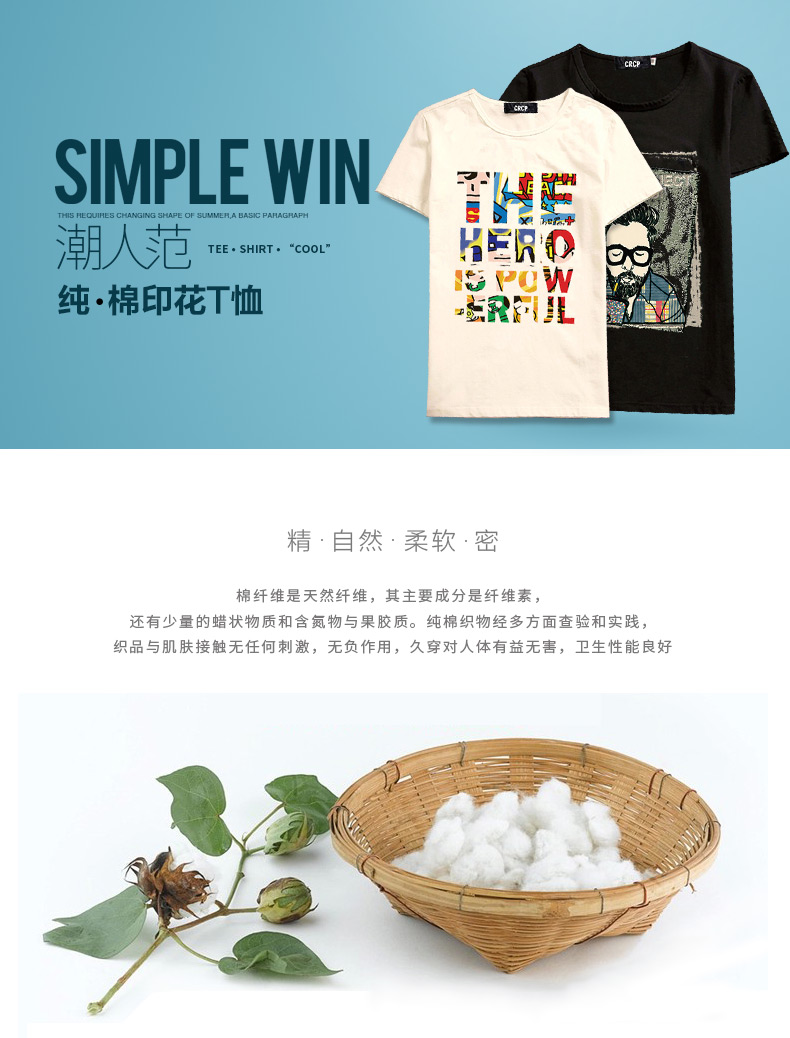 SIMPLE WIN
THIS REQUIRES CHANGING SHAPE OF SUMMER,A BASIC PARAGRAPH
潮人范 TEE • SHIRT • “COOL”
纯·棉印花T恤
CRCP
CRCP
THE
HERO
IS POW
-ERFUL
精·自然·柔软·密
棉纤维是天然纤维，其主要成分是纤维素，
还有少量的蜡状物质和含氮物与果胶质。纯棉织物经多方面查验和实践，
织品与肌肤接触无任何刺激，无负作用，久穿对人体有益无害，卫生性能良好